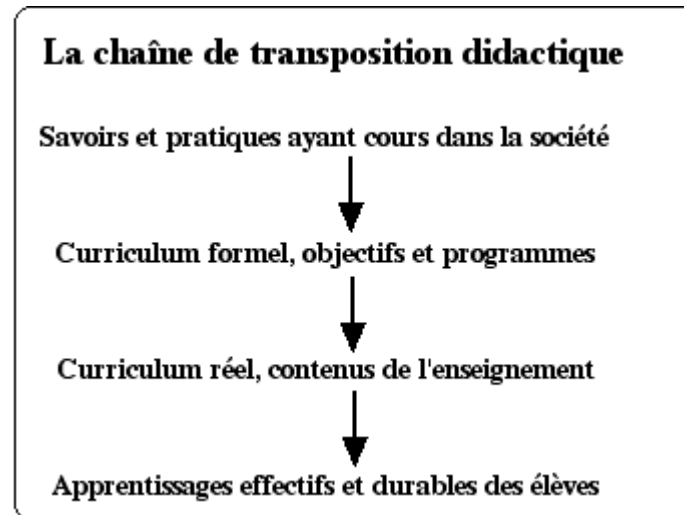 La chaîne de transposition didactique
Savoirs et pratiques ayant cours dans la société
Curriculum formel, objectifs et programmes
Curriculum réel, contenus de l'enseignement
Apprentissages effectifs et durables des élèves